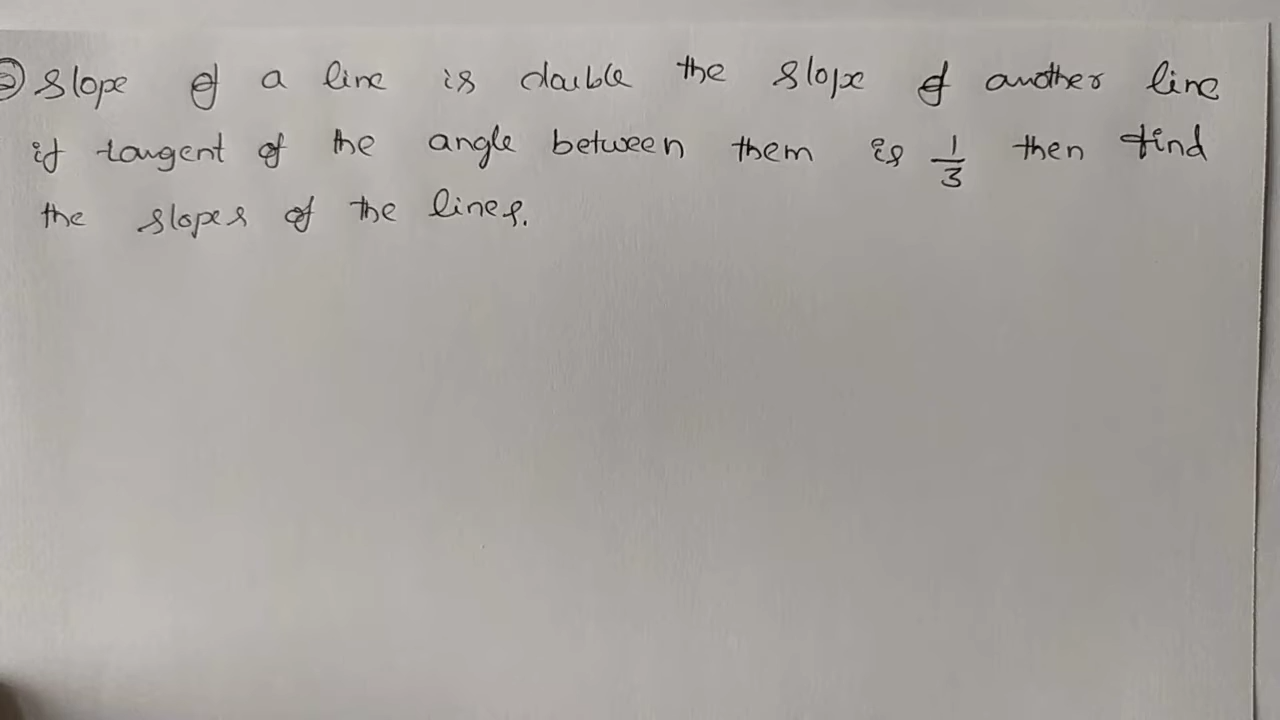 ② Slope of a line is double the slope of another line
if tangent of the angle between them is 1/3 then find
the slopes of the lines.